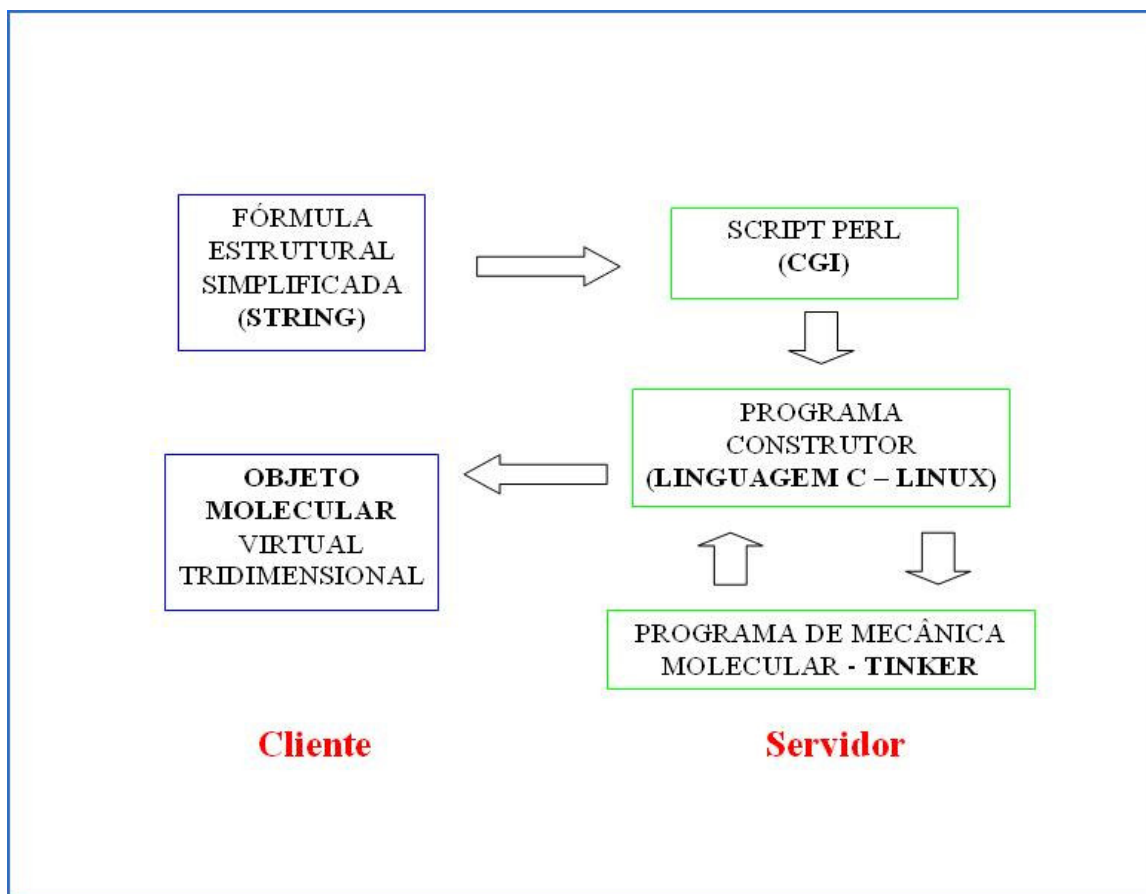 FÓRMULA
ESTRUTURAL
SIMPLIFICADA
(STRING)
SCRIPT PERL
(CGI)
PROGRAMA
CONSTRUTOR
(LINGUAGEM C – LINUX)
OBJETO
MOLECULAR
VIRTUAL
TRIDIMENSIONAL
PROGRAMA DE MECÂNICA
MOLECULAR - TINKER
Cliente
Servidor